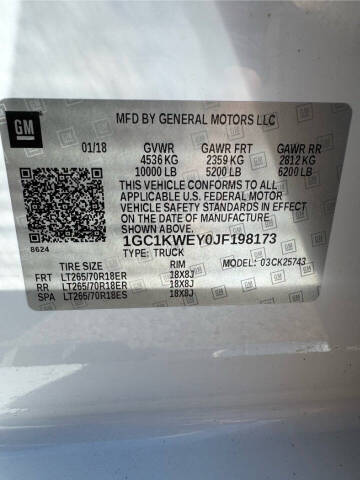 GM
MFD BY GENERAL MOTORS LLC
01/18 GVWR GAWR FRT GAWR RR
4536 KG 2359 KG 2812 KG
10000 LB 5200 LB 6200 LB
THIS VEHICLE CONFORMS TO ALL
APPLICABLE U.S. FEDERAL MOTOR
VEHICLE SAFETY STANDARDS IN
EFFECT ON THE DATE OF
MANUFACTURE SHOWN ABOVE.
1GC1KWEY0JF198173
8624
TYPE: TRUCK
TIRE SIZE RIM MODEL: 03CK25743
FRT LT265/70R18ER 18X8J
RR LT265/70R18ER 18X8J
SPA LT265/70R18ES 18X8J